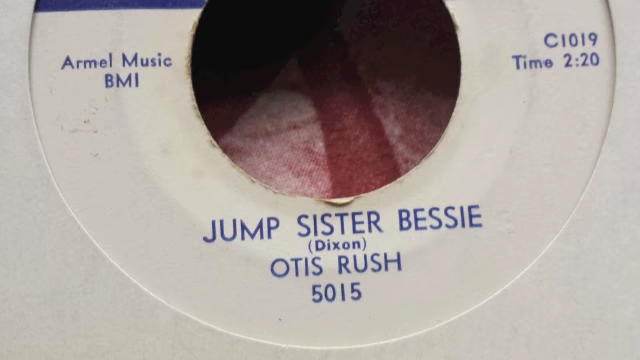 Armel Music
BMI
C1019
Time 2:20
JUMP SISTER BESSIE
(Dixon)
OTIS RUSH
5015